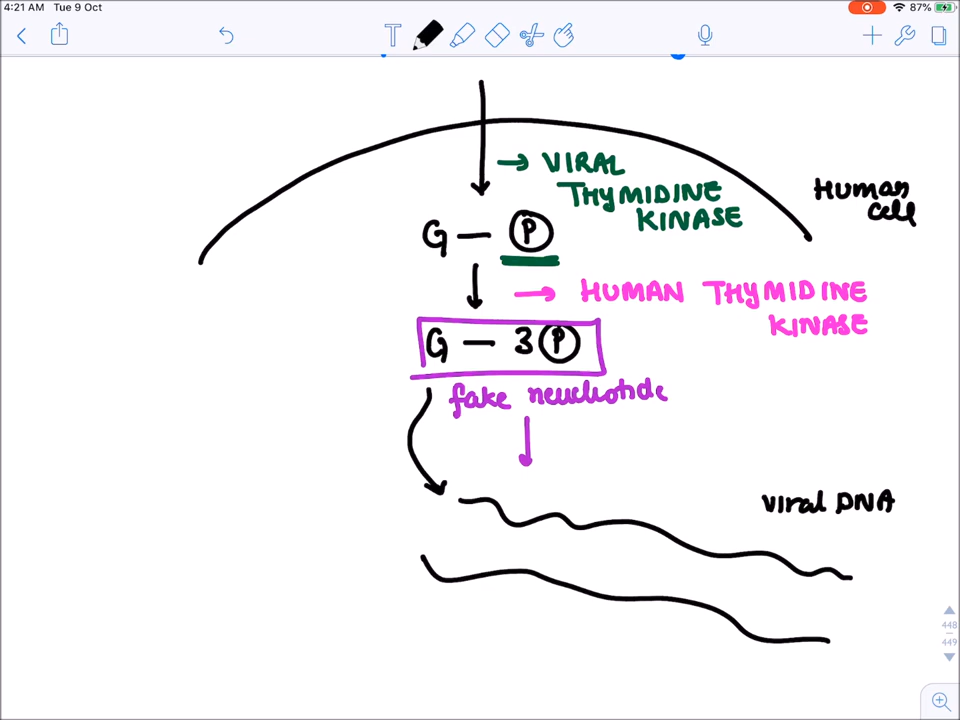 4:21 AM Tue 9 Oct
87%
T
→ VIRAL
THYMIDINE
KINASE
Human
cell
G — P
→ HUMAN THYMIDINE
KINASE
G — 3 P
fake neucleotide
Viral DNA
448
449